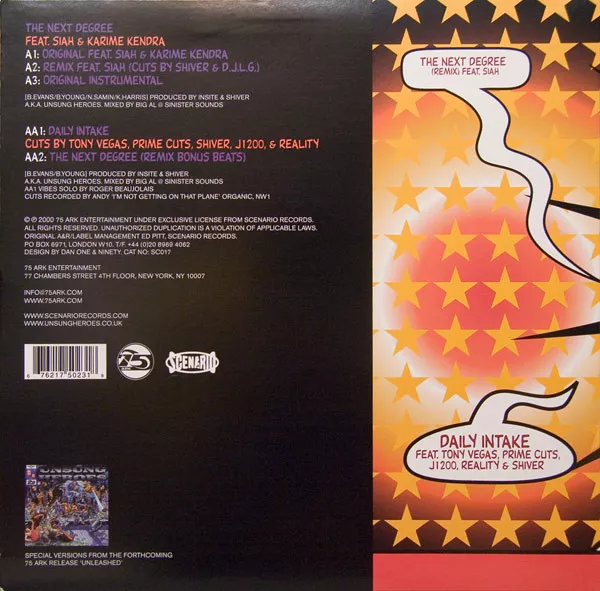 THE NEXT DEGREE
FEAT. SIAH & KARIME KENDRA
A1: ORIGINAL FEAT. SIAH & KARIME KENDRA
A2: REMIX FEAT. SIAH (CUTS BY SHIVER & D.J.L.G.)
A3: ORIGINAL INSTRUMENTAL
[B.EVANS/B.YOUNG/N.SAMIN/K.HARRIS] PRODUCED BY INSITE & SHIVER
A.K.A. UNSUNG HEROES. MIXED BY BIG AL @ SINISTER SOUNDS
AA1: DAILY INTAKE
CUTS BY TONY VEGAS, PRIME CUTS, SHIVER, J1200, & REALITY
AA2: THE NEXT DEGREE (REMIX BONUS BEATS)
[B.EVANS/B.YOUNG] PRODUCED BY INSITE & SHIVER
A.K.A. UNSUNG HEROES. MIXED BY BIG AL @ SINISTER SOUNDS
AA1 VIBES SOLO BY ROGER BEAUJOLAIS
CUTS RECORDED BY ANDY 'I'M NOT GETTING ON THAT PLANE' ORGANIC, NW1
© ℗ 2000 75 ARK ENTERTAINMENT UNDER EXCLUSIVE LICENSE FROM SCENARIO RECORDS.
ALL RIGHTS RESERVED. UNAUTHORIZED DUPLICATION IS A VIOLATION OF APPLICABLE LAWS.
ORIGINAL A&R/LABEL MANAGEMENT ED PITT, SCENARIO RECORDS.
PO BOX 6971, LONDON W10. T/F. +44 (0)20 8969 4062
DESIGN BY DAN ONE & NINETY. CAT NO: SC017
75 ARK ENTERTAINMENT
77 CHAMBERS STREET 4TH FLOOR, NEW YORK, NY 10007
INFO@75ARK.COM
WWW.75ARK.COM
WWW.SCENARIORECORDS.COM
WWW.UNSUNGHEROES.CO.UK
6 76217 50231 8
75
SCENARIO
UNSUNG
HEROES
SPECIAL VERSIONS FROM THE FORTHCOMING
75 ARK RELEASE 'UNLEASHED'
THE NEXT DEGREE
(REMIX) FEAT. SIAH
DAILY INTAKE
FEAT. TONY VEGAS, PRIME CUTS,
J1200, REALITY & SHIVER